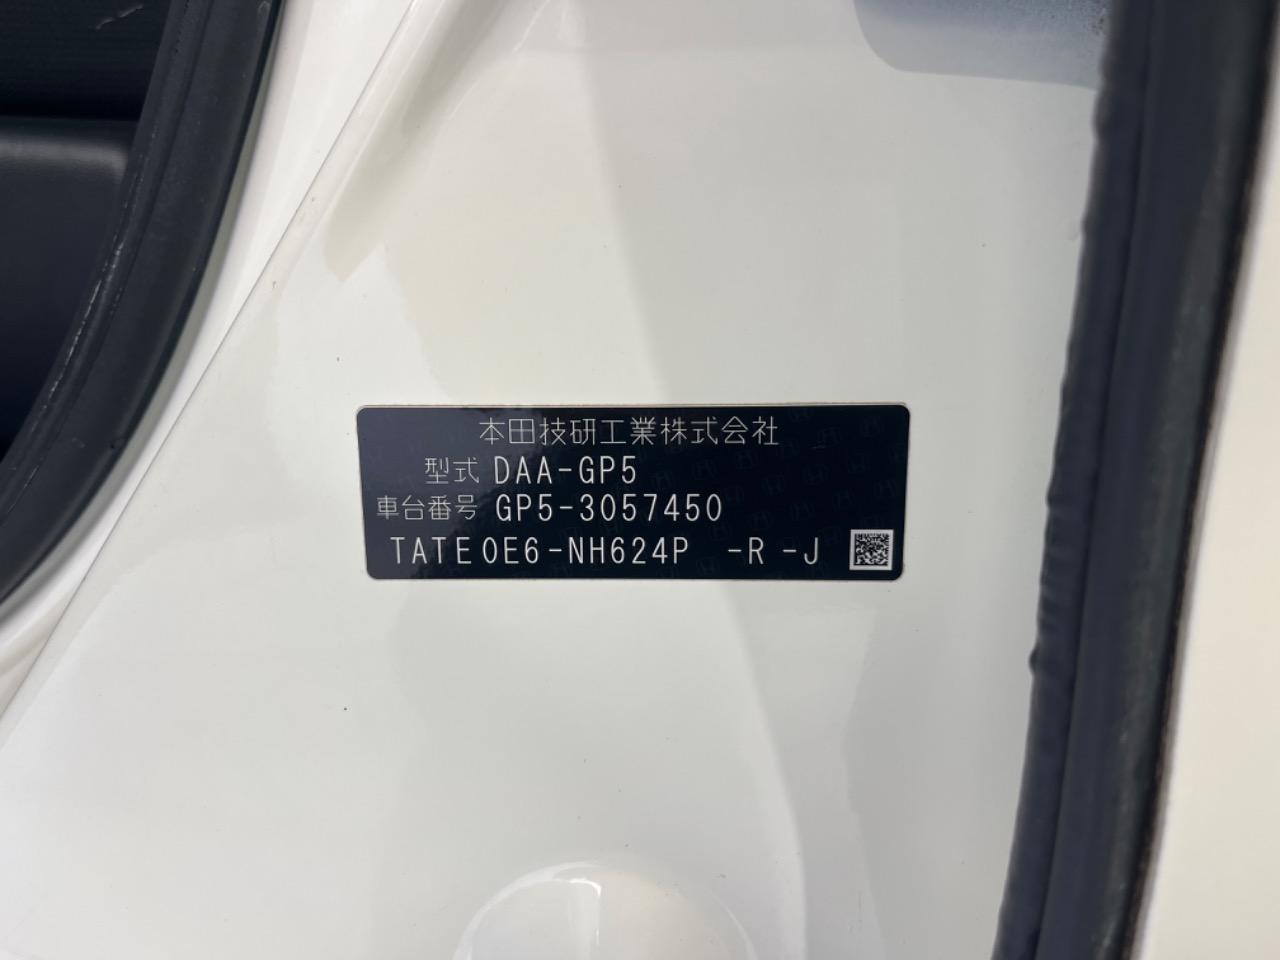 本田技研工業株式会社
型式 DAA-GP5
車台番号 GP5-3057450
TATE0E6-NH624P -R -J